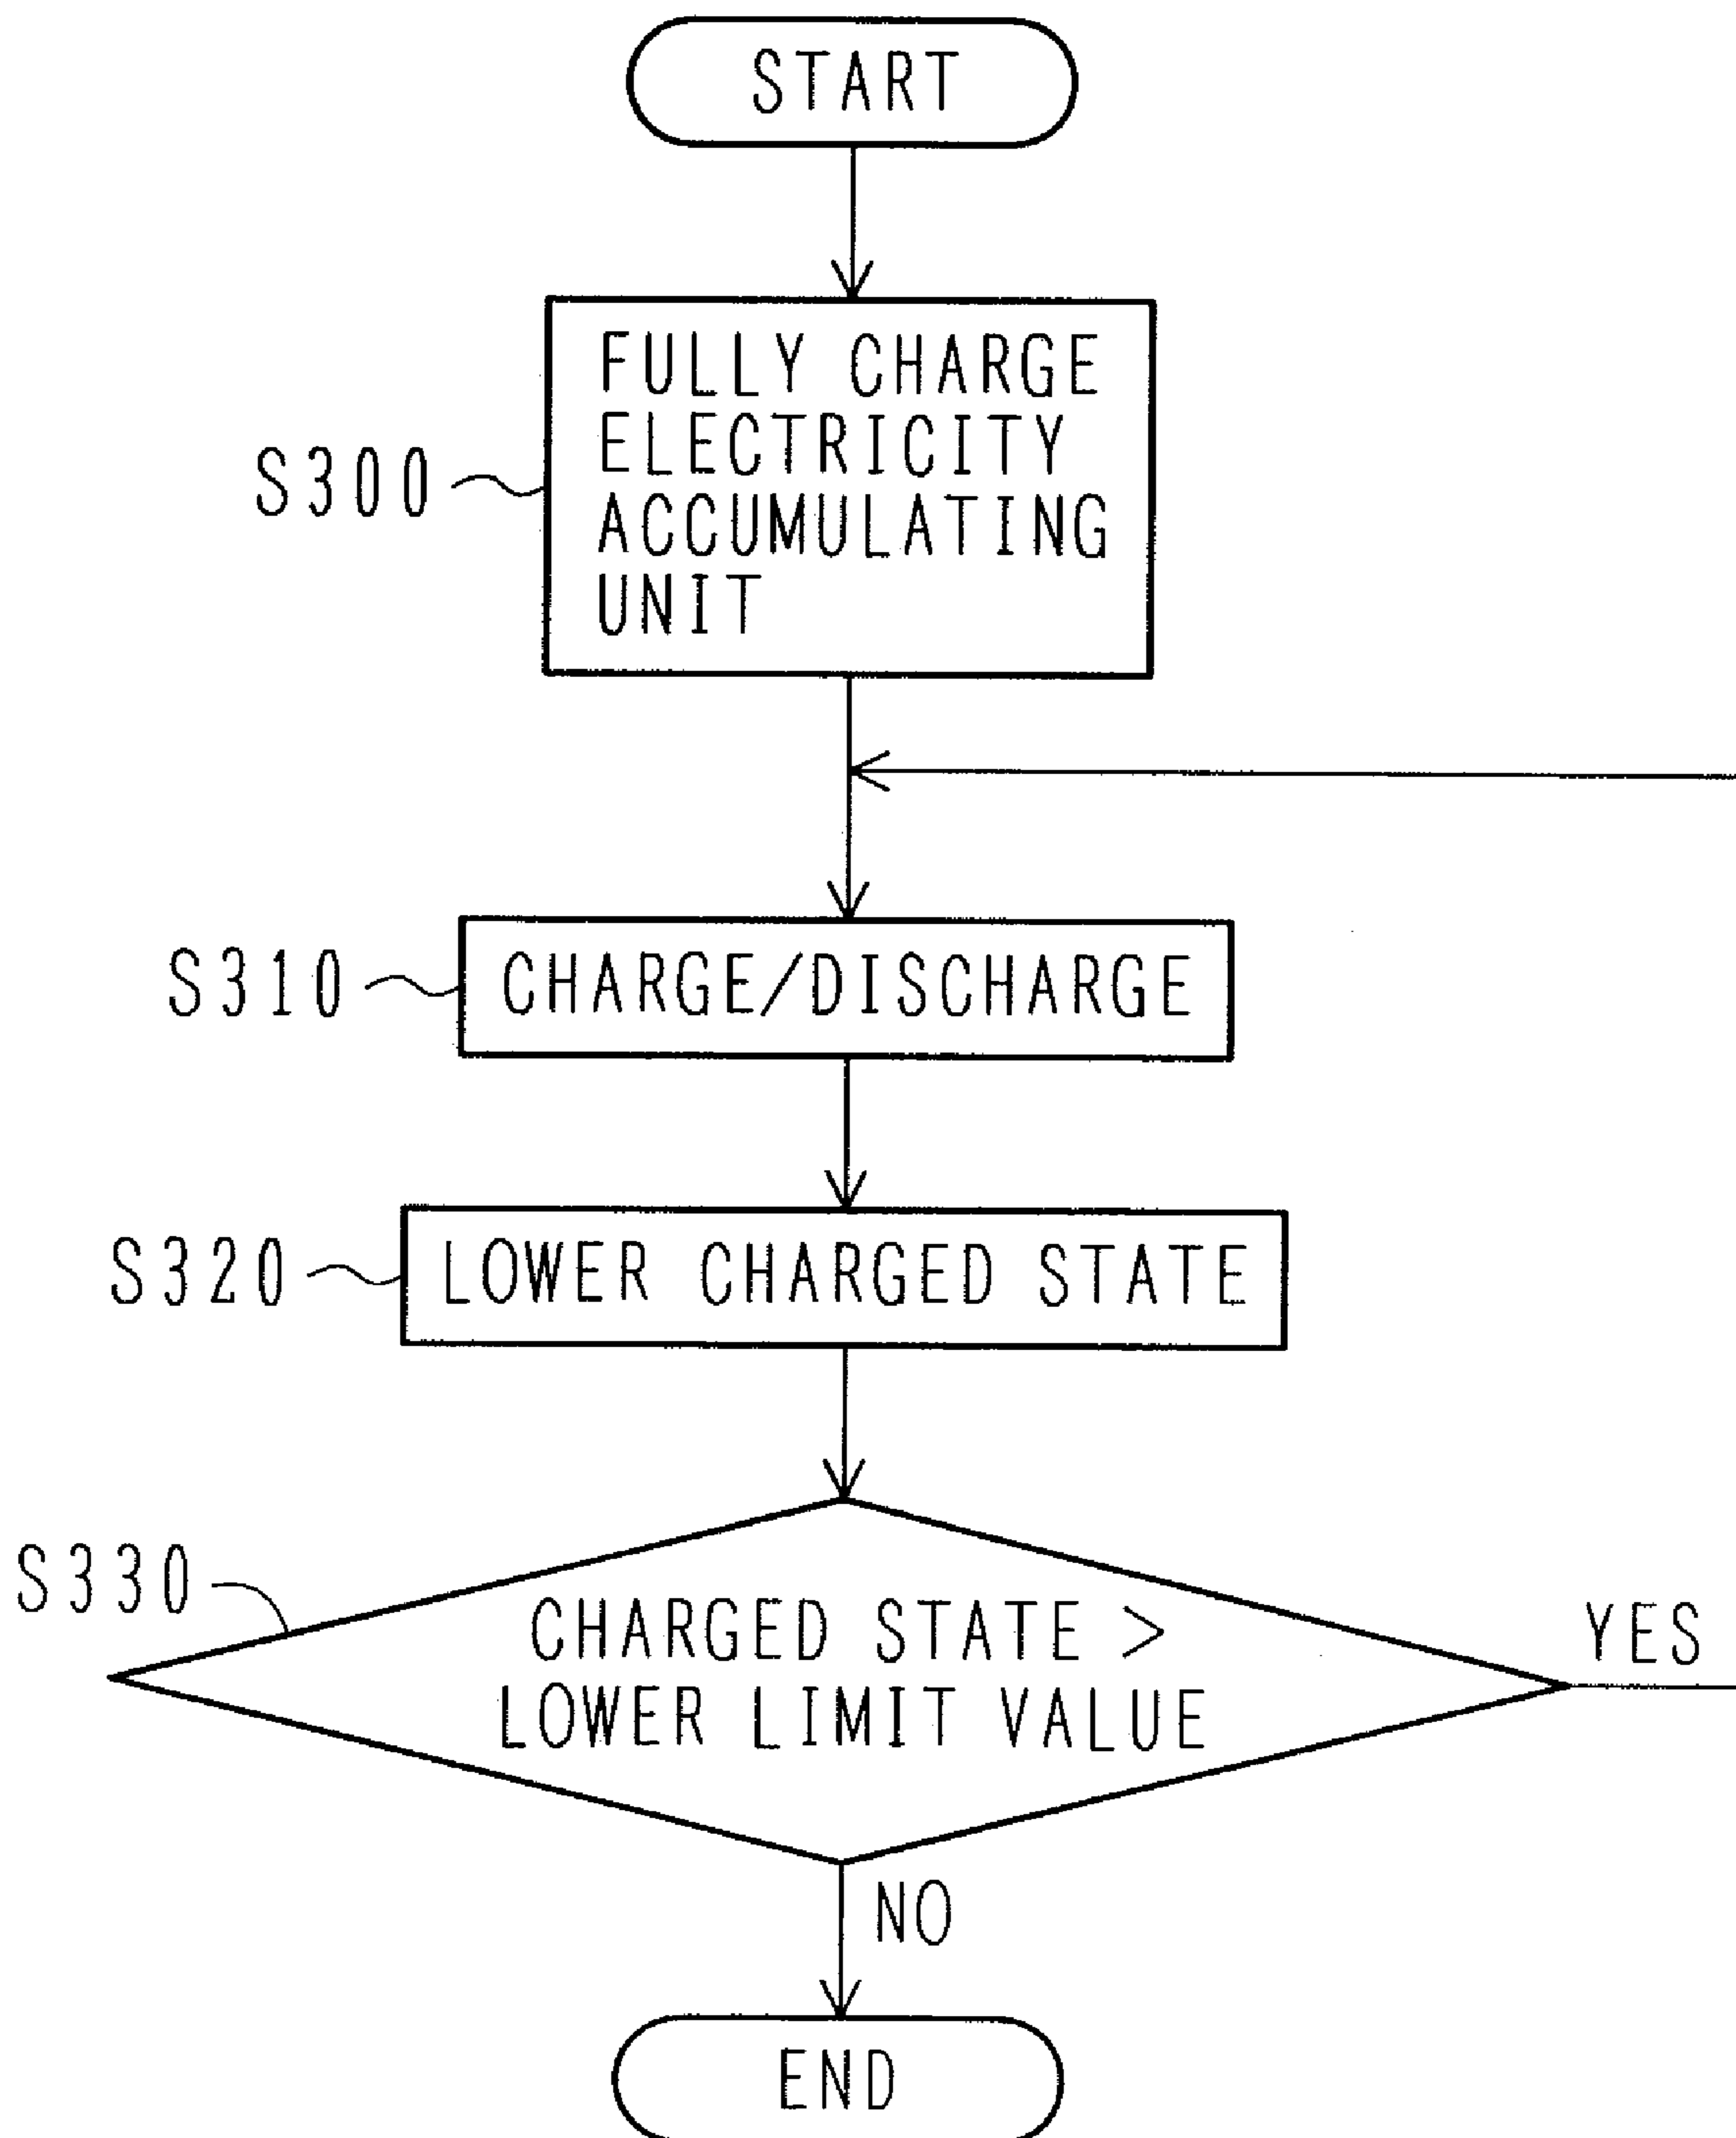 START
S300
FULLY CHARGE
ELECTRICITY
ACCUMULATING
UNIT
S310
CHARGE/DISCHARGE
S320
LOWER CHARGED STATE
S330
CHARGED STATE >
LOWER LIMIT VALUE
YES
NO
END